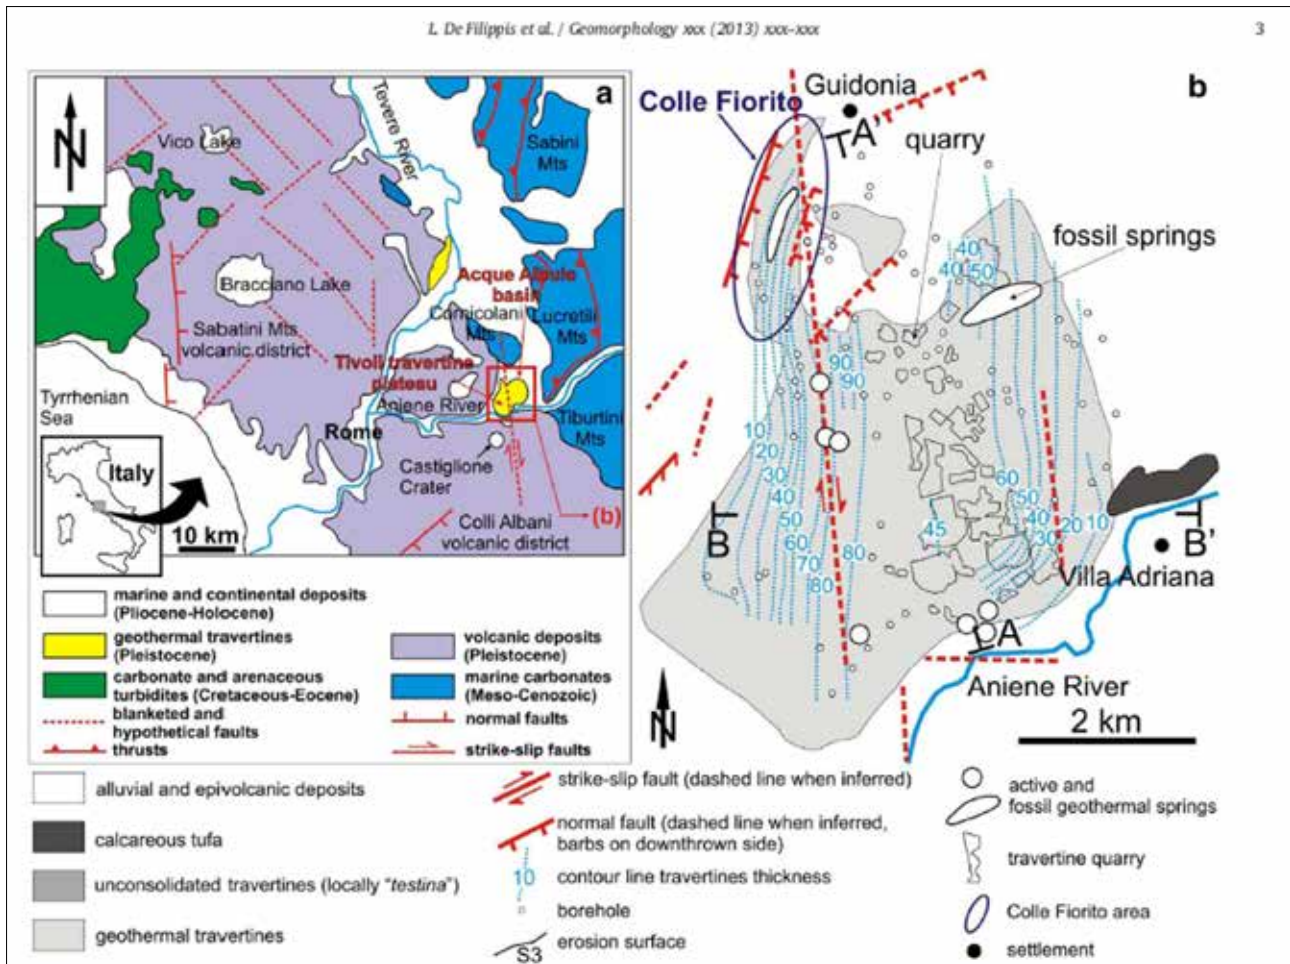 L. De Filippis et al. / Geomorphology xxx (2013) xxx–xxx
3
a
N
Vico Lake
Tevere River
Sabini
Mts
Bracciano Lake
Acque Albule
basin
Cornicolani
Mts
Lucretili
Mts
Sabatini Mts
volcanic district
Tivoli travertine
plateau
Aniene River
Tiburtini
Mts
Tyrrhenian
Sea
Rome
Castiglione
Crater
Italy
(b)
10 km
Colli Albani
volcanic district
marine and continental deposits
(Pliocene-Holocene)
geothermal travertines
(Pleistocene)
carbonate and arenaceous
turbidites (Cretaceous-Eocene)
blanketed and
hypothetical faults
thrusts
volcanic deposits
(Pleistocene)
marine carbonates
(Meso-Cenozoic)
normal faults
strike-slip faults
b
Guidonia
Colle Fiorito
A'
quarry
fossil springs
40
40
50
90
90
10
20
30
40
50
60
70
80
80
60
50
40
30
20
10
45
B
B'
Villa Adriana
A
Aniene River
N
2 km
alluvial and epivolcanic deposits
calcareous tufa
unconsolidated travertines (locally "testina")
geothermal travertines
strike-slip fault (dashed line when inferred)
normal fault (dashed line when inferred,
barbs on downthrown side)
10 contour line travertines thickness
borehole
S3 erosion surface
active and
fossil geothermal springs
travertine quarry
Colle Fiorito area
settlement